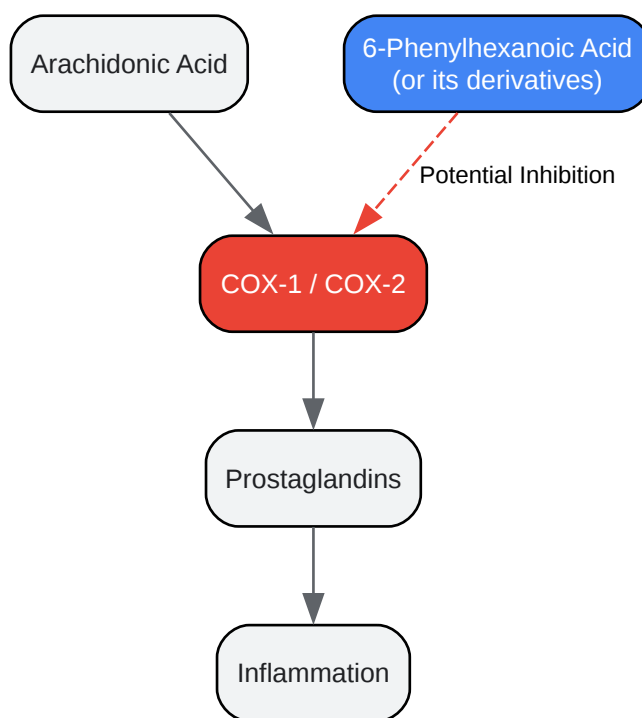 Arachidonic Acid
6-Phenylhexanoic Acid
(or its derivatives)
Potential Inhibition
COX-1 / COX-2
Prostaglandins
Inflammation